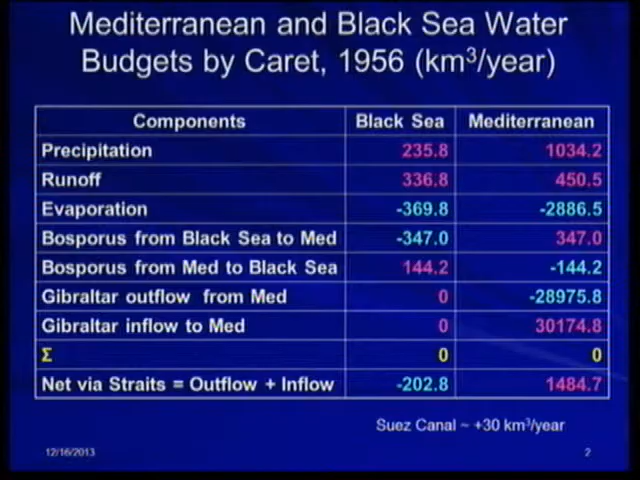 Mediterranean and Black Sea Water
Budgets by Caret, 1956 (km³/year)
Components Black Sea Mediterranean
Precipitation 235.8 1034.2
Runoff 336.8 450.5
Evaporation -369.8 -2886.5
Bosporus from Black Sea to Med -347.0 347.0
Bosporus from Med to Black Sea 144.2 -144.2
Gibraltar outflow from Med 0 -28975.8
Gibraltar inflow to Med 0 30174.8
Σ 0 0
Net via Straits = Outflow + Inflow -202.8 1484.7
Suez Canal ~ +30 km³/year
12/16/2013 2